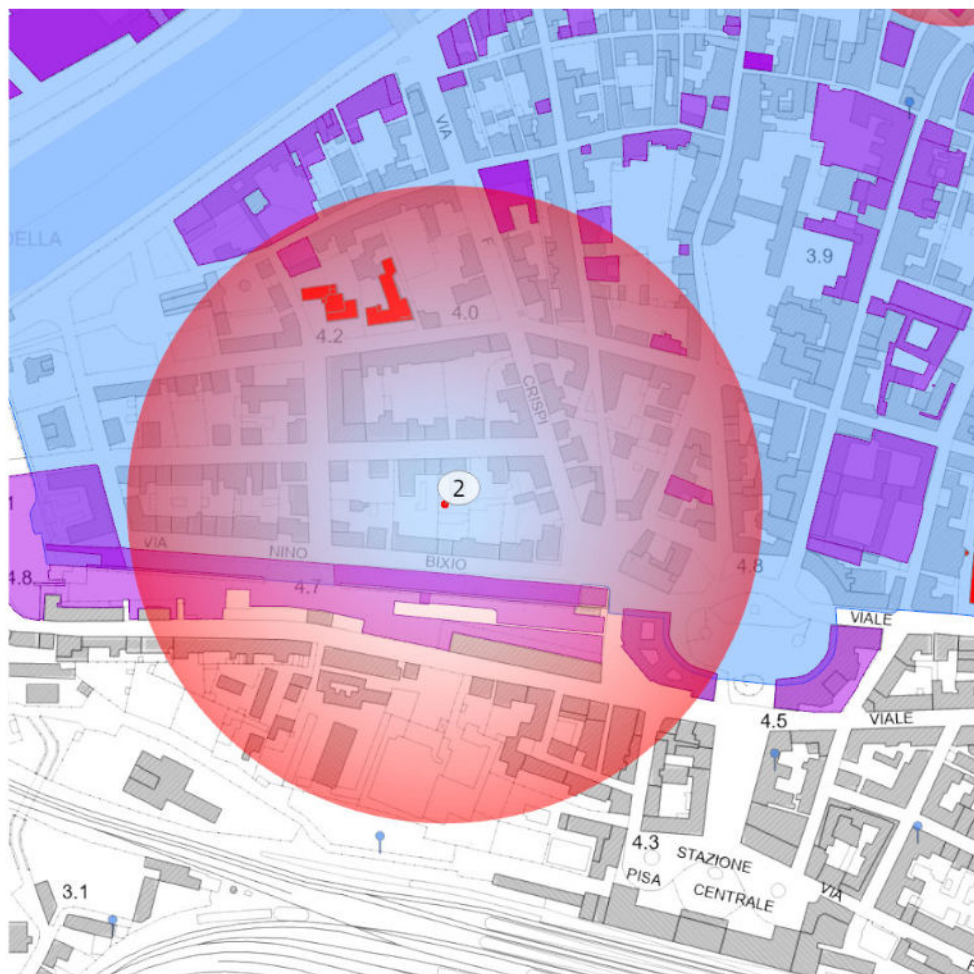 VIA
DELLA
3.9
4.0
4.2
F.
CRISPI
2
1
VIA
NINO
BIXIO
4.8
4.7
4.8
VIALE
4.5
VIALE
4.3
STAZIONE
PISA
CENTRALE
VIA
3.1